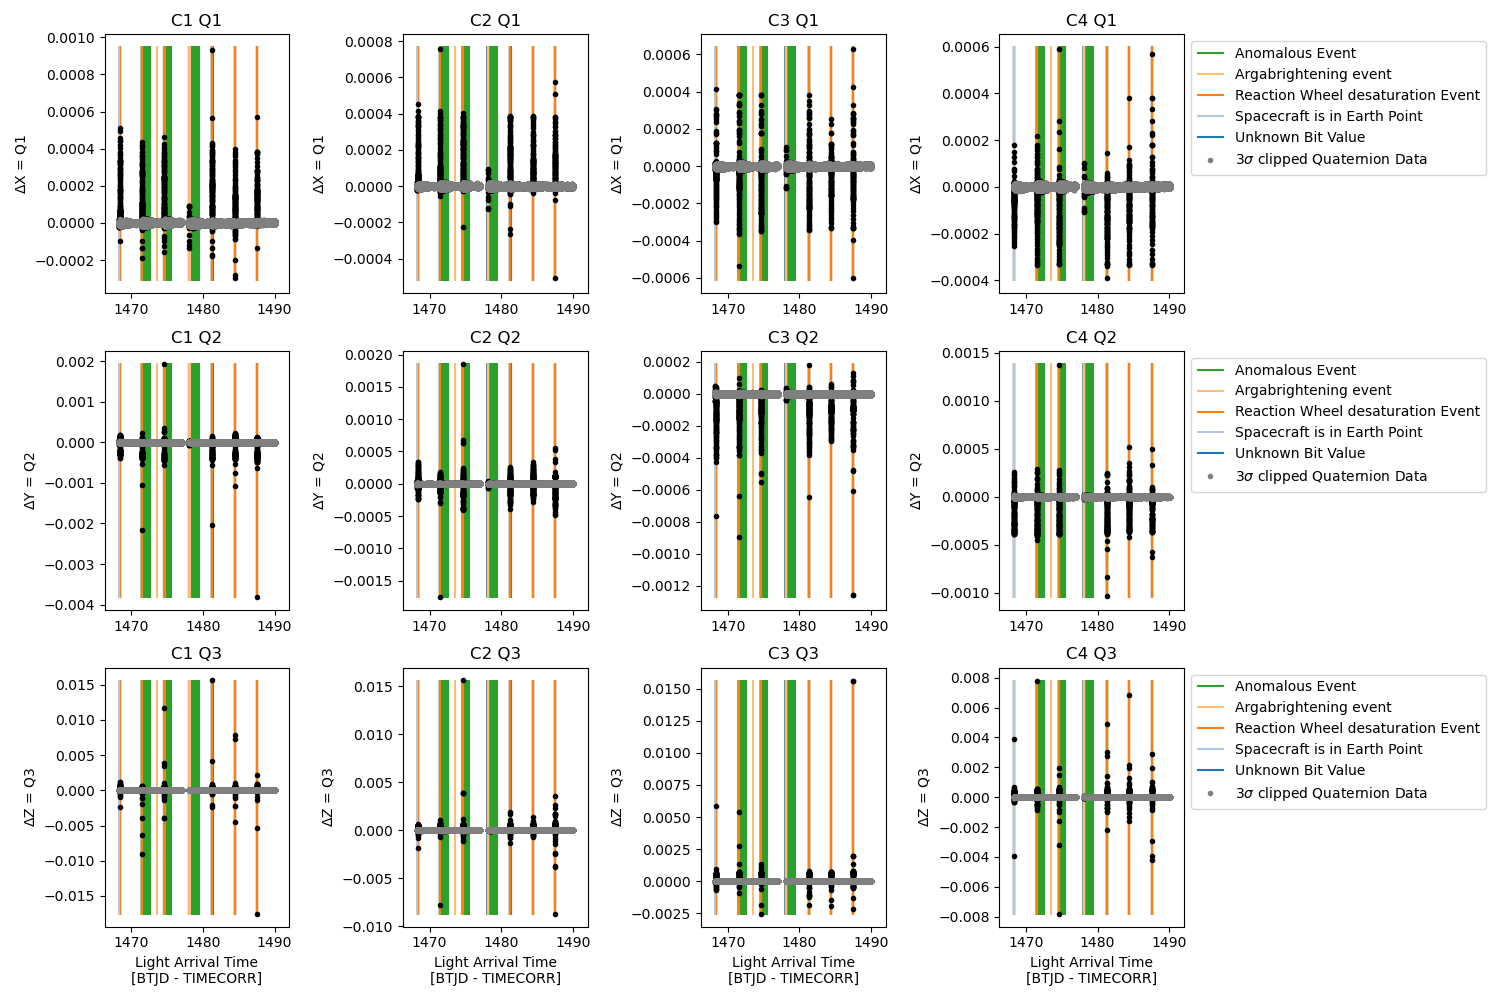 C1 Q1
C2 Q1
C3 Q1
C4 Q1
0.0010
0.0008
0.0006
0.0004
0.0002
0.0000
−0.0002
ΔX = Q1
1470
1480
1490
0.0008
0.0006
0.0004
0.0002
0.0000
−0.0002
−0.0004
ΔX = Q1
1470
1480
1490
0.0006
0.0004
0.0002
0.0000
−0.0002
−0.0004
−0.0006
ΔX = Q1
1470
1480
1490
0.0006
0.0004
0.0002
0.0000
−0.0002
−0.0004
ΔX = Q1
1470
1480
1490
Anomalous Event
Argabrightening event
Reaction Wheel desaturation Event
Spacecraft is in Earth Point
Unknown Bit Value
3σ clipped Quaternion Data
C1 Q2
C2 Q2
C3 Q2
C4 Q2
0.002
0.001
0.000
−0.001
−0.002
−0.003
−0.004
ΔY = Q2
1470
1480
1490
0.0020
0.0015
0.0010
0.0005
0.0000
−0.0005
−0.0010
−0.0015
ΔY = Q2
1470
1480
1490
0.0002
0.0000
−0.0002
−0.0004
−0.0006
−0.0008
−0.0010
−0.0012
ΔY = Q2
1470
1480
1490
0.0015
0.0010
0.0005
0.0000
−0.0005
−0.0010
ΔY = Q2
1470
1480
1490
Anomalous Event
Argabrightening event
Reaction Wheel desaturation Event
Spacecraft is in Earth Point
Unknown Bit Value
3σ clipped Quaternion Data
C1 Q3
C2 Q3
C3 Q3
C4 Q3
0.015
0.010
0.005
0.000
−0.005
−0.010
−0.015
ΔZ = Q3
1470
1480
1490
Light Arrival Time
[BTJD - TIMECORR]
0.015
0.010
0.005
0.000
−0.005
−0.010
ΔZ = Q3
1470
1480
1490
Light Arrival Time
[BTJD - TIMECORR]
0.0150
0.0125
0.0100
0.0075
0.0050
0.0025
0.0000
−0.0025
ΔZ = Q3
1470
1480
1490
Light Arrival Time
[BTJD - TIMECORR]
0.008
0.006
0.004
0.002
0.000
−0.002
−0.004
−0.006
−0.008
ΔZ = Q3
1470
1480
1490
Light Arrival Time
[BTJD - TIMECORR]
Anomalous Event
Argabrightening event
Reaction Wheel desaturation Event
Spacecraft is in Earth Point
Unknown Bit Value
3σ clipped Quaternion Data